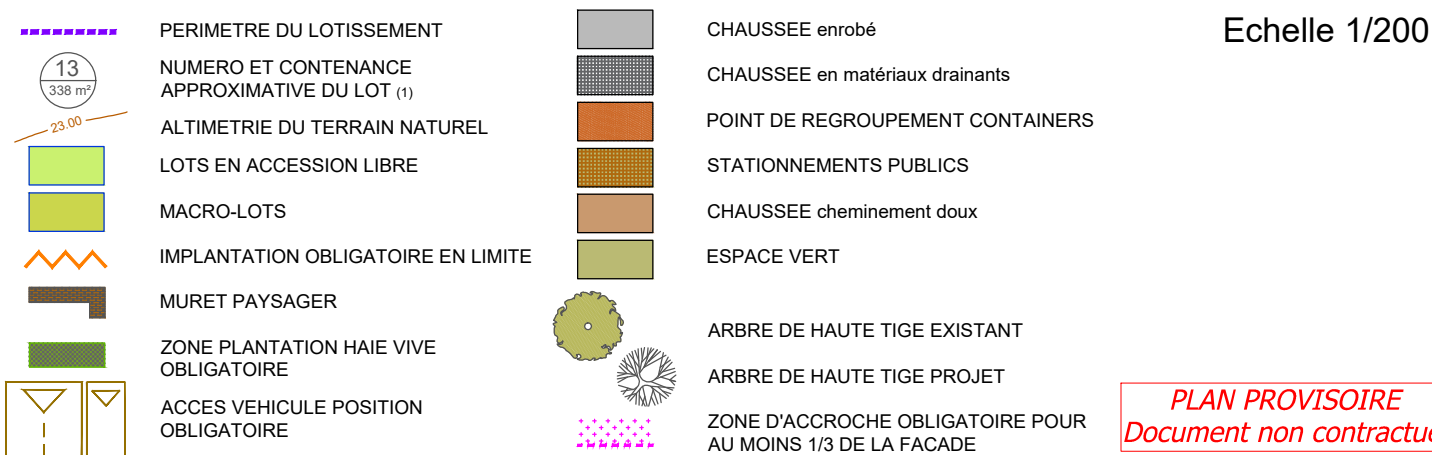 PERIMETRE DU LOTISSEMENT
13
338 m²
NUMERO ET CONTENANCE
APPROXIMATIVE DU LOT (1)
23.00
ALTIMETRIE DU TERRAIN NATUREL
LOTS EN ACCESSION LIBRE
MACRO-LOTS
IMPLANTATION OBLIGATOIRE EN LIMITE
MURET PAYSAGER
ZONE PLANTATION HAIE VIVE
OBLIGATOIRE
ACCES VEHICULE POSITION
OBLIGATOIRE
CHAUSSEE enrobé
CHAUSSEE en matériaux drainants
POINT DE REGROUPEMENT CONTAINERS
STATIONNEMENTS PUBLICS
CHAUSSEE cheminement doux
ESPACE VERT
ARBRE DE HAUTE TIGE EXISTANT
ARBRE DE HAUTE TIGE PROJET
ZONE D'ACCROCHE OBLIGATOIRE POUR
AU MOINS 1/3 DE LA FACADE
Echelle 1/200
PLAN PROVISOIRE
Document non contractue